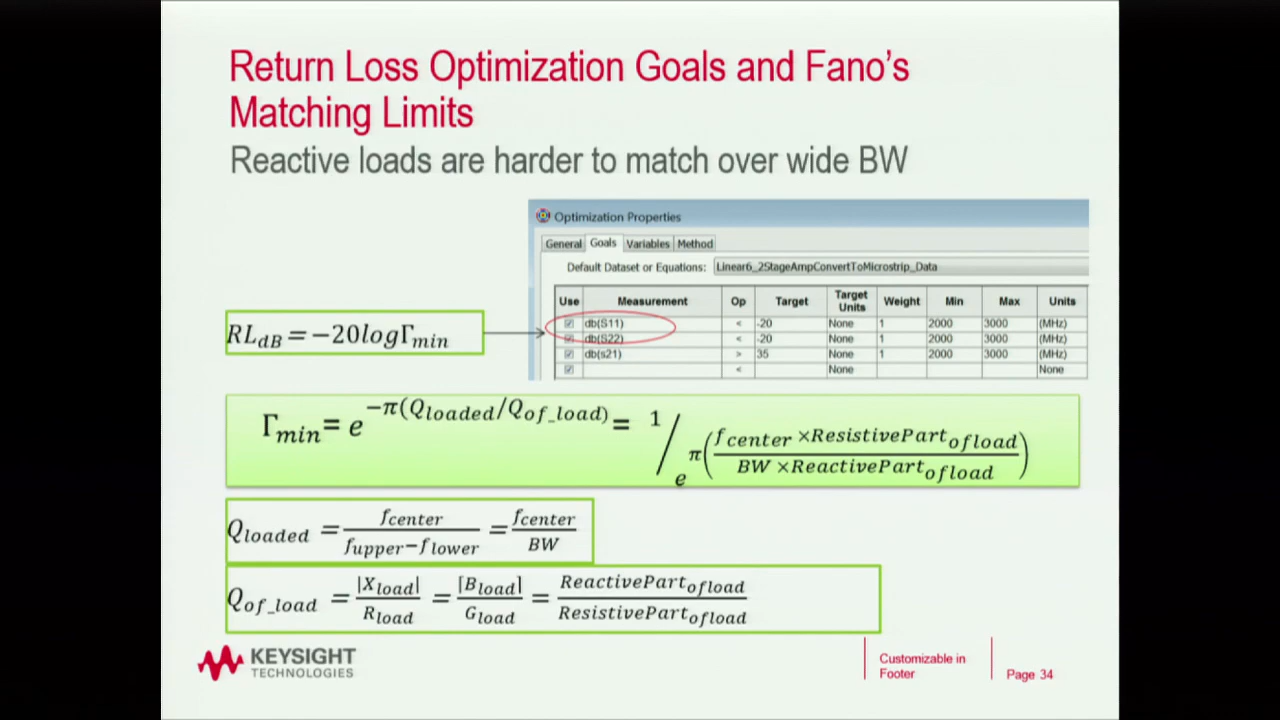 Return Loss Optimization Goals and Fano's
Matching Limits
Reactive loads are harder to match over wide BW
Optimization Properties
General Goals Variables Method
Default Dataset or Equations: Linear6_2StageAmpConvertToMicrostrip_Data
Use Measurement Op Target Target Units Weight Min Max Units
db(S11) < -20 None 1 2000 3000 (MHz)
db(S22) < -20 None 1 2000 3000 (MHz)
db(s21) > 35 None 1 2000 3000 (MHz)
< None None
RL_dB = −20logΓ_min
Γ_min = e^−π(Q_loaded/Q_of_load) = 1/e^π(f_center ×ResistivePart_ofload / BW ×ReactivePart_ofload)
Q_loaded = f_center / f_upper−f_lower = f_center / BW
Q_of_load = |X_load| / R_load = |B_load| / G_load = ReactivePart_ofload / ResistivePart_ofload
KEYSIGHT
TECHNOLOGIES
Customizable in
Footer
Page 34